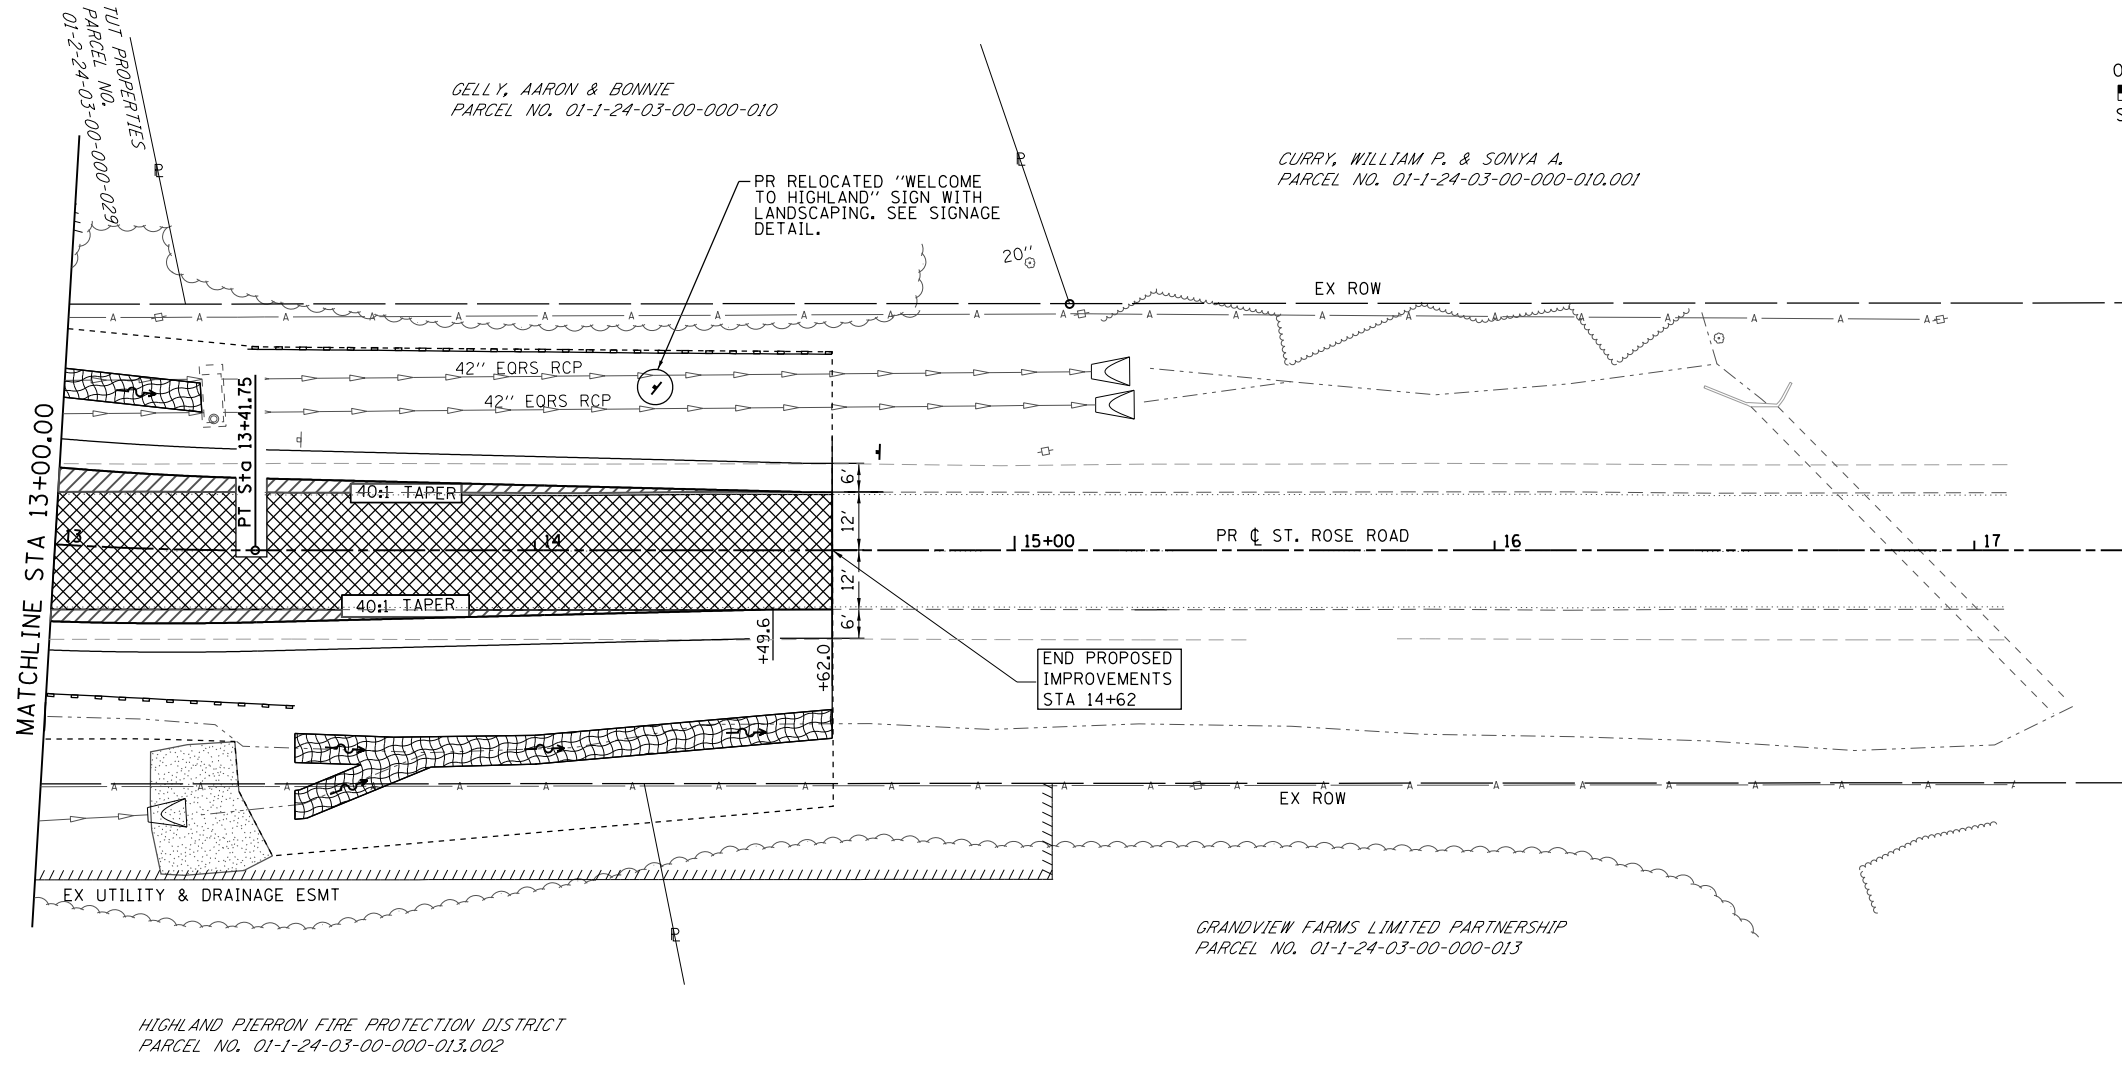 TUT PROPERTIES
PARCEL NO.
01-2-24-03-00-000-029
GELLY, AARON & BONNIE
PARCEL NO. 01-1-24-03-00-000-010
CURRY, WILLIAM P. & SONYA A.
PARCEL NO. 01-1-24-03-00-000-010.001
PR RELOCATED "WELCOME
TO HIGHLAND" SIGN WITH
LANDSCAPING. SEE SIGNAGE
DETAIL.
20"
EX ROW
42" EQRS RCP
42" EQRS RCP
MATCHLINE STA 13+00.00
PT Sta 13+41.75
40:1 TAPER
6'
12'
13
14
15+00
PR ℄ ST. ROSE ROAD
16
17
12'
40:1 TAPER
6'
+49.6
+62.0
END PROPOSED
IMPROVEMENTS
STA 14+62
EX ROW
EX UTILITY & DRAINAGE ESMT
GRANDVIEW FARMS LIMITED PARTNERSHIP
PARCEL NO. 01-1-24-03-00-000-013
HIGHLAND PIERRON FIRE PROTECTION DISTRICT
PARCEL NO. 01-1-24-03-00-000-013.002